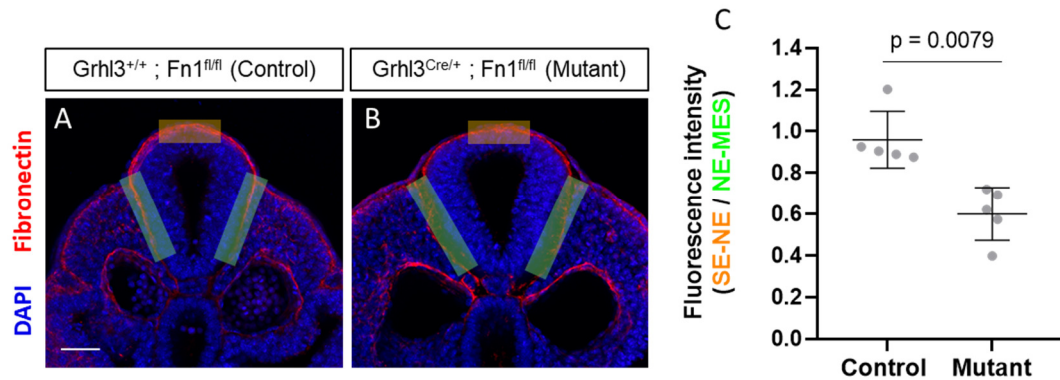 Grhl3+/+ ; Fn1fl/fl (Control)
Grhl3Cre/+ ; Fn1fl/fl (Mutant)
A
B
DAPI Fibronectin
C
p = 0.0079
Fluorescence intensity
(SE-NE / NE-MES)
1.4
1.2
1.0
0.8
0.6
0.4
0.2
0.0
Control Mutant